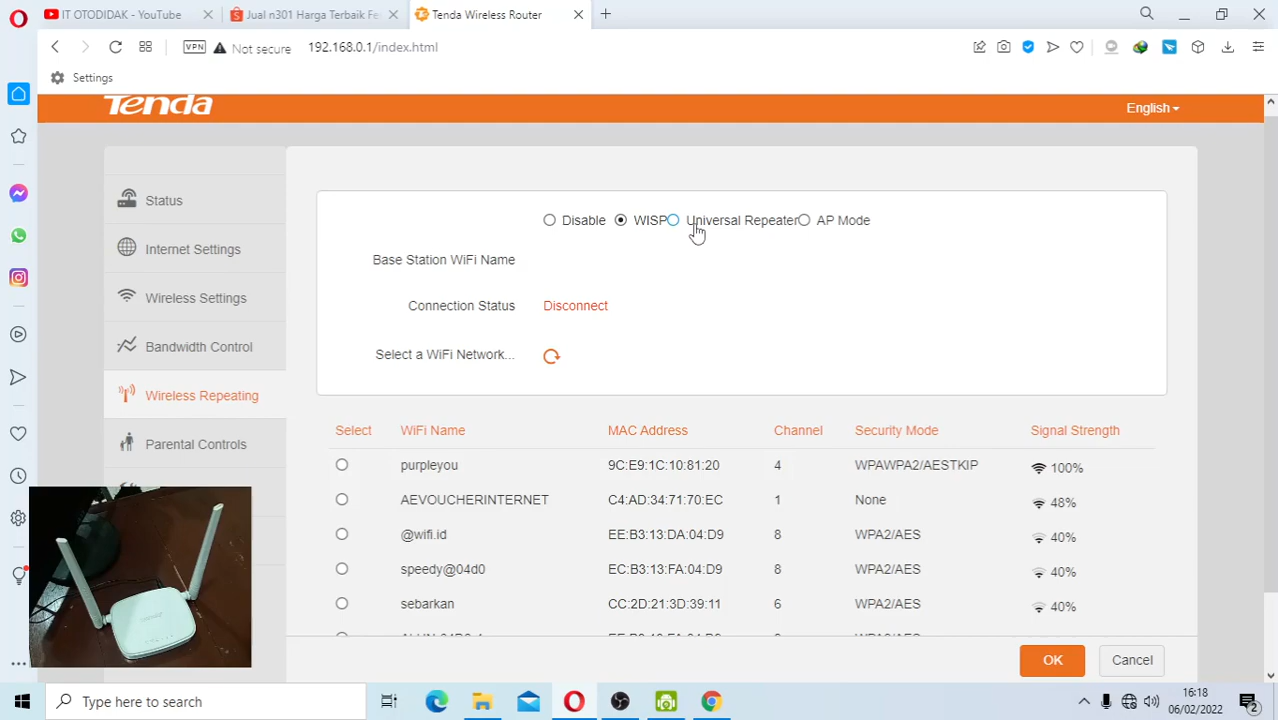 IT OTODIDAK - YouTube
Jual n301 Harga Terbaik Fe
Tenda Wireless Router
VPN
Not secure
192.168.0.1/index.html
Settings
Tenda
English
Status
Internet Settings
Wireless Settings
Bandwidth Control
Wireless Repeating
Parental Controls
Disable
WISP
Universal Repeater
AP Mode
Base Station WiFi Name
Connection Status
Disconnect
Select a WiFi Network...
Select WiFi Name MAC Address Channel Security Mode Signal Strength
purpleyou 9C:E9:1C:10:81:20 4 WPAWPA2/AESTKIP 100%
AEVOUCHERINTERNET C4:AD:34:71:70:EC 1 None 48%
@wifi.id EE:B3:13:DA:04:D9 8 WPA2/AES 40%
speedy@04d0 EC:B3:13:FA:04:D9 8 WPA2/AES 40%
sebarkan CC:2D:21:3D:39:11 6 WPA2/AES 40%
OK
Cancel
Type here to search
16:18
06/02/2022
2